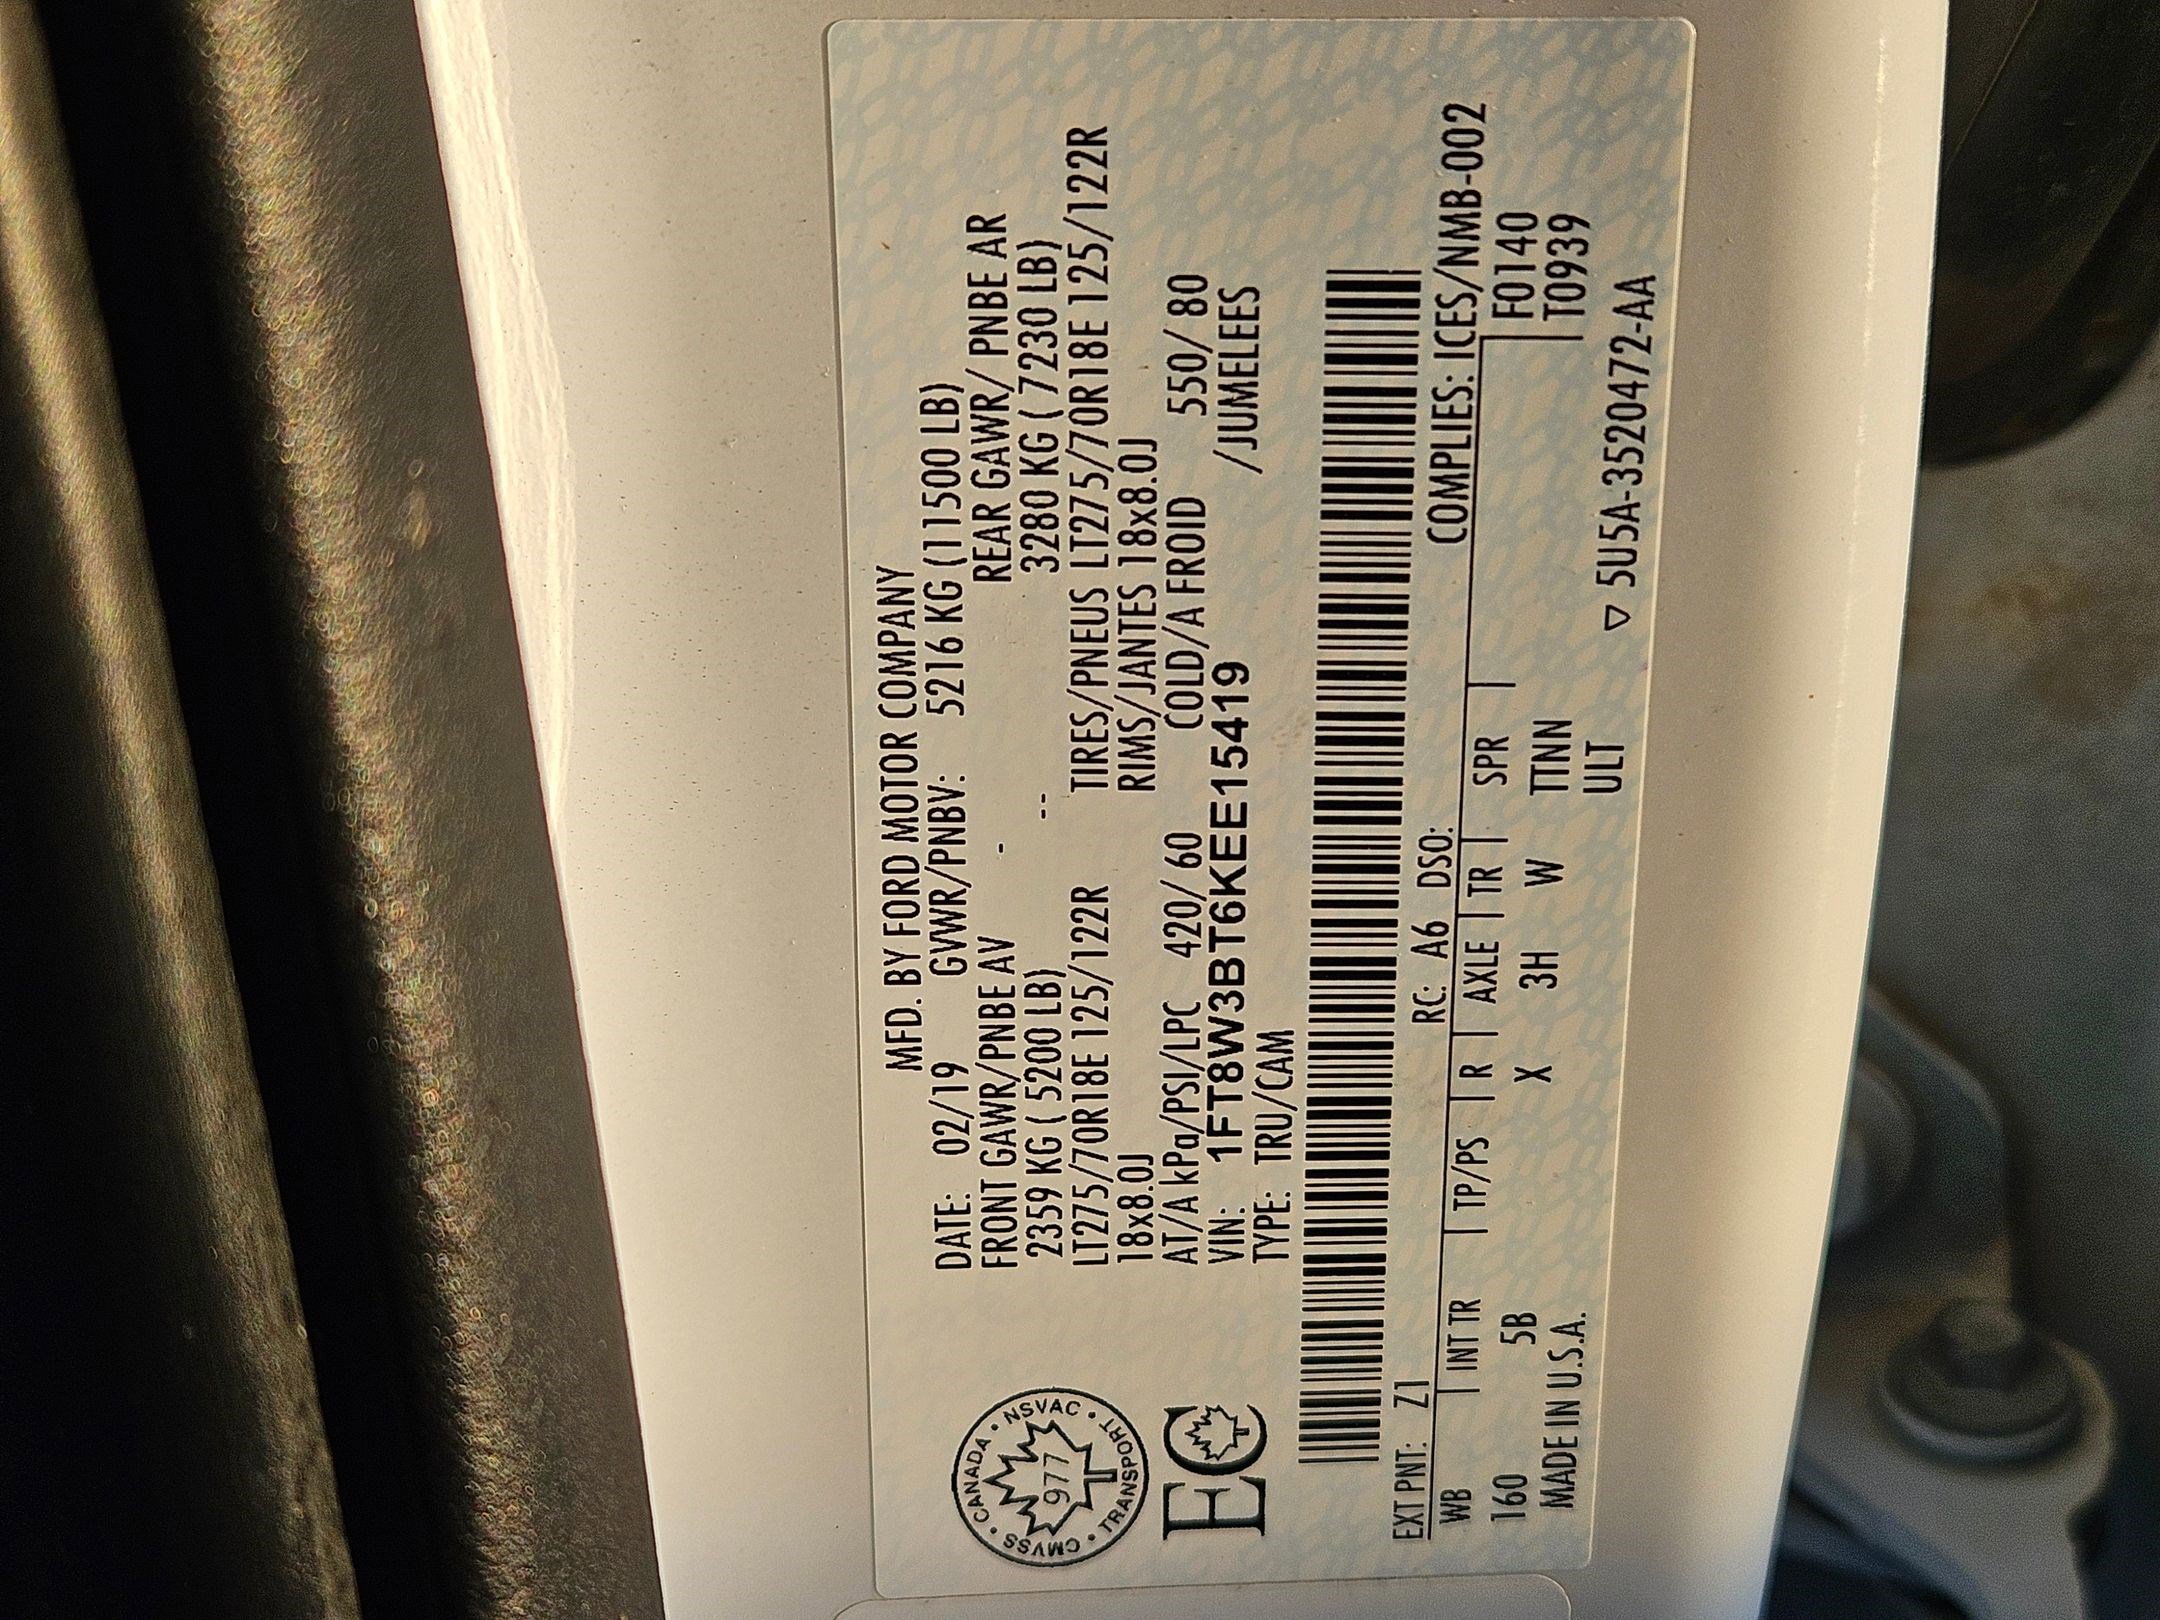 MFD. BY FORD MOTOR COMPANY
DATE: 02/19 GVWR/PNBV: 5216 KG (11500 LB)
FRONT GAWR/PNBE AV - REAR GAWR/ PNBE AR
2359 KG ( 5200 LB) -- 3280 KG ( 7230 LB)
LT275/70R18E 125/122R TIRES/PNEUS LT275/70R18E 125/122R
18x8.0J RIMS/JANTES 18x8.0J
AT/A kPa/PSI/LPC 420/ 60 COLD/A FROID 550/ 80
VIN: 1FT8W3BT6KEE15419 /JUMELEES
TYPE: TRU/CAM
CANADA • NSVAC • TRANSPORT • CMVSS •
977
EC
COMPLIES: ICES/NMB-002
EXT PNT: Z1 RC: A6 DSO:
WB | INT TR | TP/PS | R | AXLE | TR | SPR | F0140
160 5B X 3H W TTNN T0939
MADE IN U.S.A. ULT
▽ 5U5A-3520472-AA